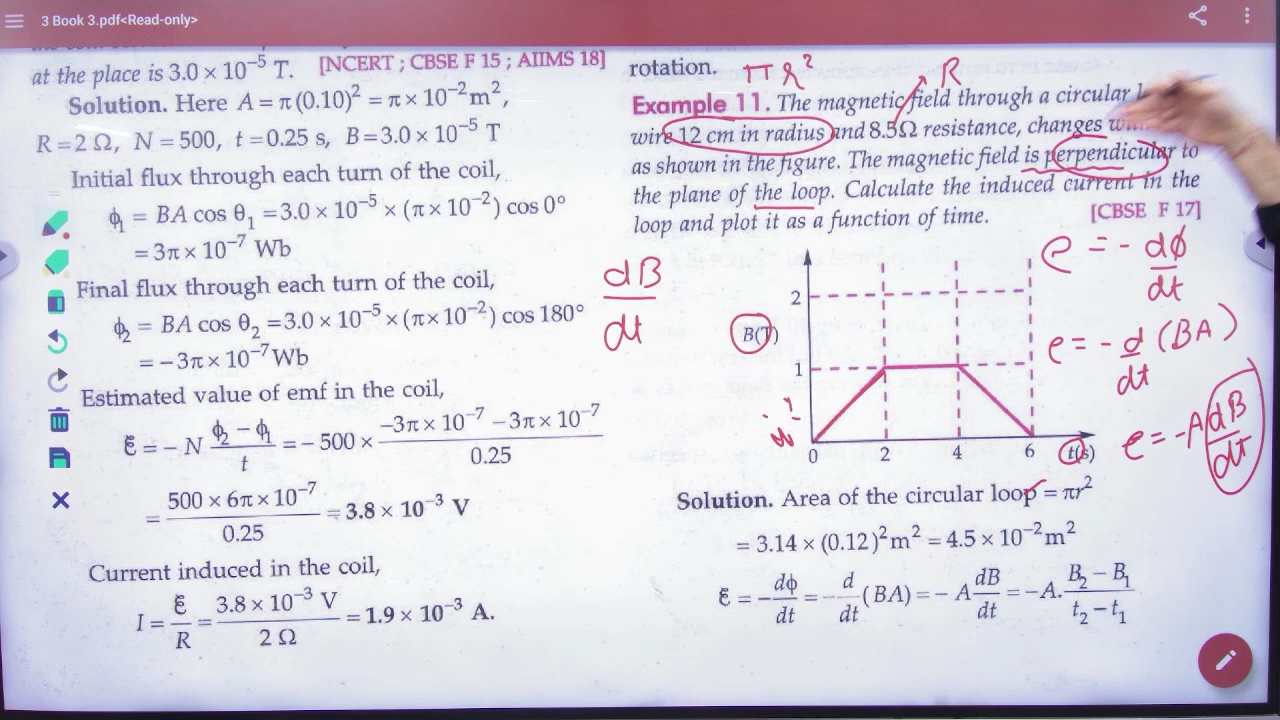 3 Book 3.pdf<Read-only>
at the place is 3.0 × 10⁻⁵ T. [NCERT ; CBSE F 15 ; AIIMS 18]
Solution. Here A = π (0.10)² = π × 10⁻² m²,
R = 2 Ω, N = 500, t = 0.25 s, B = 3.0 × 10⁻⁵ T
Initial flux through each turn of the coil,
ϕ₁ = BA cos θ₁ = 3.0 × 10⁻⁵ × (π × 10⁻²) cos 0°
= 3π × 10⁻⁷ Wb
Final flux through each turn of the coil,
ϕ₂ = BA cos θ₂ = 3.0 × 10⁻⁵ × (π × 10⁻²) cos 180°
= − 3π × 10⁻⁷ Wb
Estimated value of emf in the coil,
ℰ = − N (ϕ₂ − ϕ₁)/t = − 500 × (−3π × 10⁻⁷ − 3π × 10⁻⁷)/0.25
= (500 × 6π × 10⁻⁷)/0.25 = 3.8 × 10⁻³ V
Current induced in the coil,
I = ℰ/R = (3.8 × 10⁻³ V)/(2 Ω) = 1.9 × 10⁻³ A.
rotation. πr² R
Example 11. The magnetic field through a circular
wire 12 cm in radius and 8.5Ω resistance, changes
as shown in the figure. The magnetic field is perpendicular to
the plane of the loop. Calculate the induced current in the
loop and plot it as a function of time. [CBSE F 17]
dB/dt
B(T)
2
1
0 2 4 6 t(s)
e = − dϕ/dt
e = − d/dt (BA)
e = −A dB/dt
Solution. Area of the circular loop = πr²
= 3.14 × (0.12)² m² = 4.5 × 10⁻² m²
ℰ = − dϕ/dt = − d/dt (BA) = − A dB/dt = −A. (B₂ − B₁)/(t₂ − t₁)